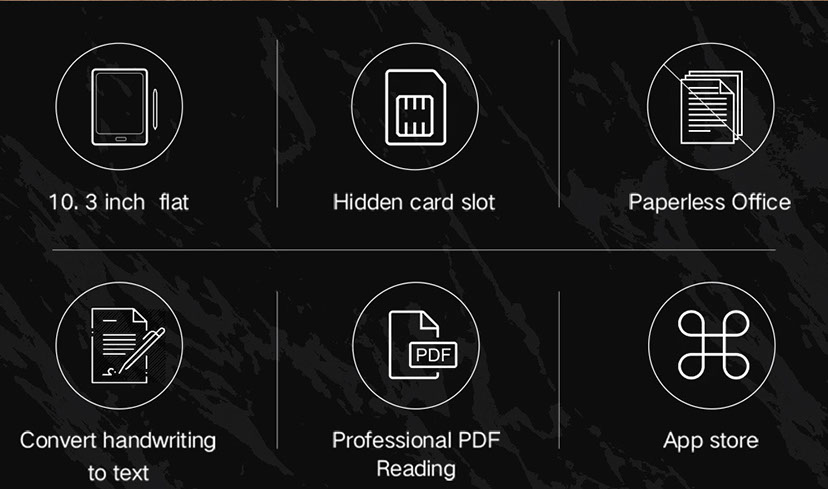 10. 3 inch flat
Hidden card slot
Paperless Office
Convert handwriting
to text
PDF
Professional PDF
Reading
App store